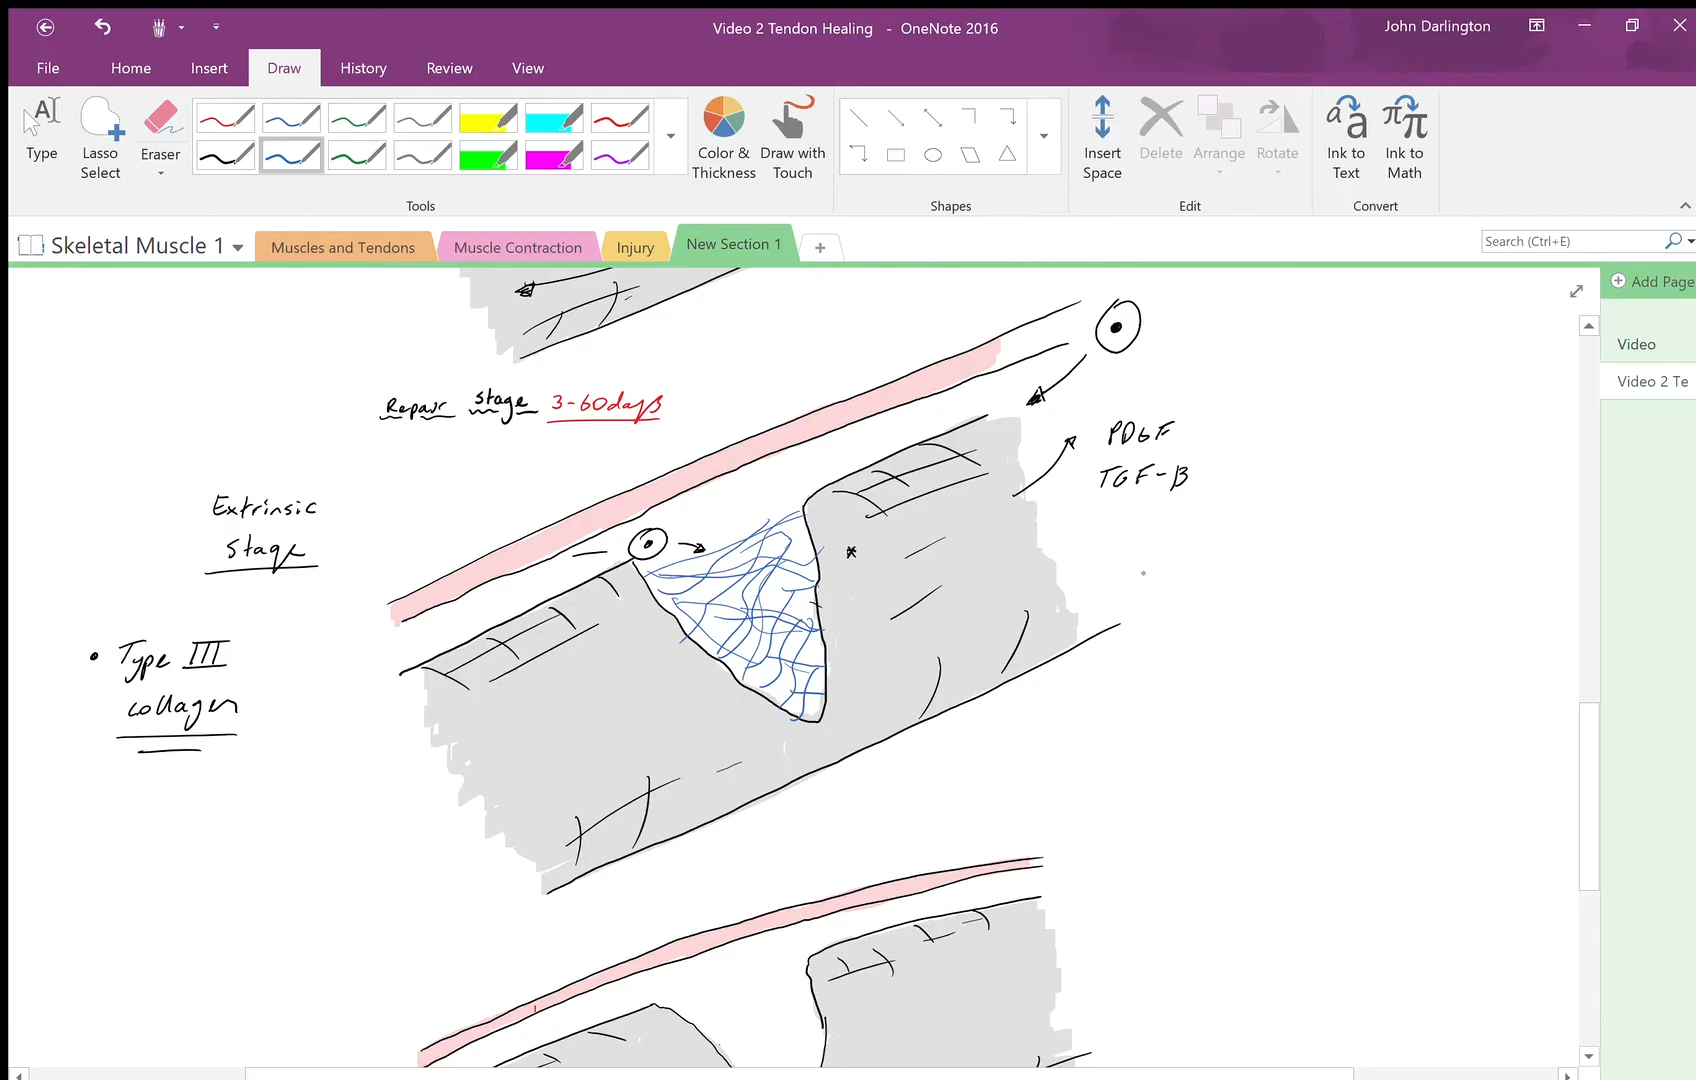 Video 2 Tendon Healing - OneNote 2016
John Darlington
File Home Insert Draw History Review View
Type
Lasso Select
Eraser
Color & Thickness
Draw with Touch
Insert Space
Delete
Arrange
Rotate
Ink to Text
Ink to Math
Tools
Shapes
Edit
Convert
Skeletal Muscle 1
Muscles and Tendons
Muscle Contraction
Injury
New Section 1
Search (Ctrl+E)
Add Page
Video
Video 2 Te
Repair stage 3-60days
PDGF
TGF-β
Extrinsic
stage
• Type III
collagen